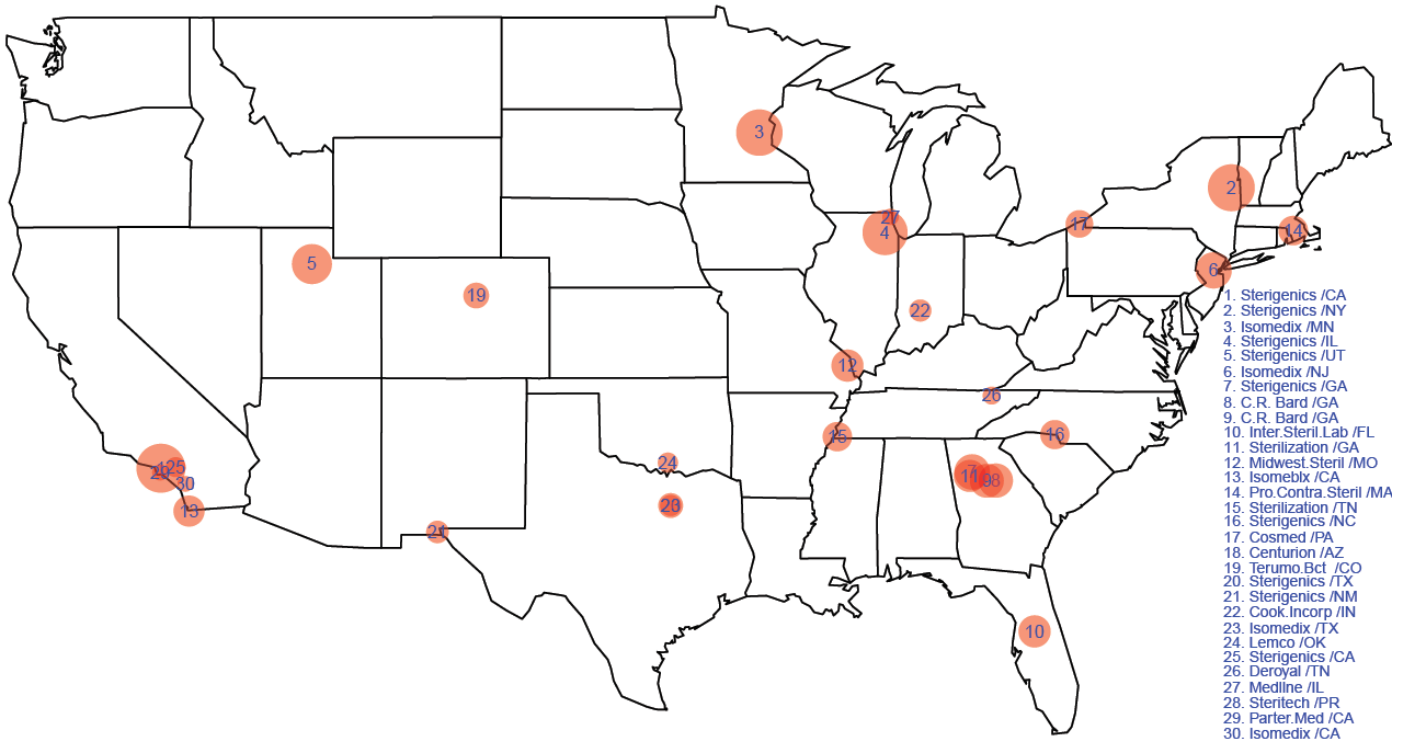 3
2
27
4
17
14
5
6
19
22
12
26
15
16
24
25
29
30
13
7
11
9
8
21
10
1. Sterigenics /CA
2. Sterigenics /NY
3. Isomedix /MN
4. Sterigenics /IL
5. Sterigenics /UT
6. Isomedix /NJ
7. Sterigenics /GA
8. C.R. Bard /GA
9. C.R. Bard /GA
10. Inter.Steril.Lab /FL
11. Sterilization /GA
12. Midwest.Steril /MO
13. Isomeblx /CA
14. Pro.Contra.Steril /MA
15. Sterilization /TN
16. Sterigenics /NC
17. Cosmed /PA
18. Centurion /AZ
19. Terumo.Bct /CO
20. Sterigenics /TX
21. Sterigenics /NM
22. Cook.Incorp /IN
23. Isomedix /TX
24. Lemco /OK
25. Sterigenics /CA
26. Deroyal /TN
27. Medlîne /IL
28. Steritech /PR
29. Parter.Med /CA
30. Isomedix /CA